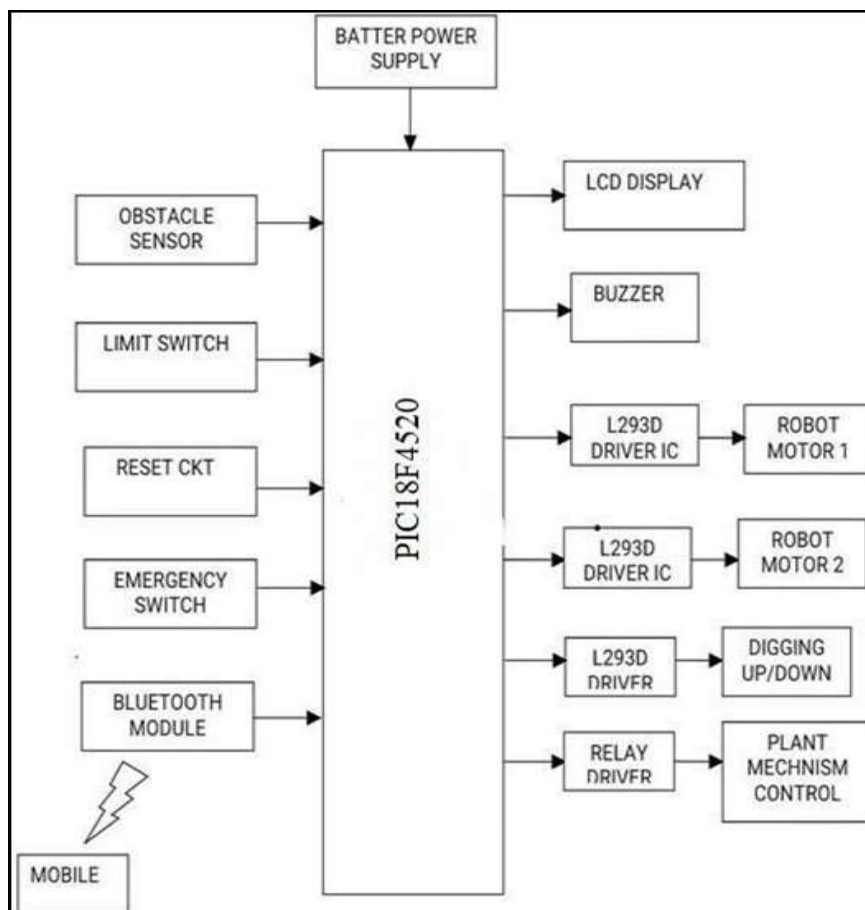 BATTER POWER
SUPPLY
OBSTACLE
SENSOR
LIMIT SWITCH
RESET CKT
EMERGENCY
SWITCH
BLUETOOTH
MODULE
MOBILE
PIC18F4520
LCD DISPLAY
BUZZER
L293D
DRIVER IC
ROBOT
MOTOR 1
L293D
DRIVER IC
ROBOT
MOTOR 2
L293D
DRIVER
DIGGING
UP/DOWN
RELAY
DRIVER
PLANT
MECHNISM
CONTROL